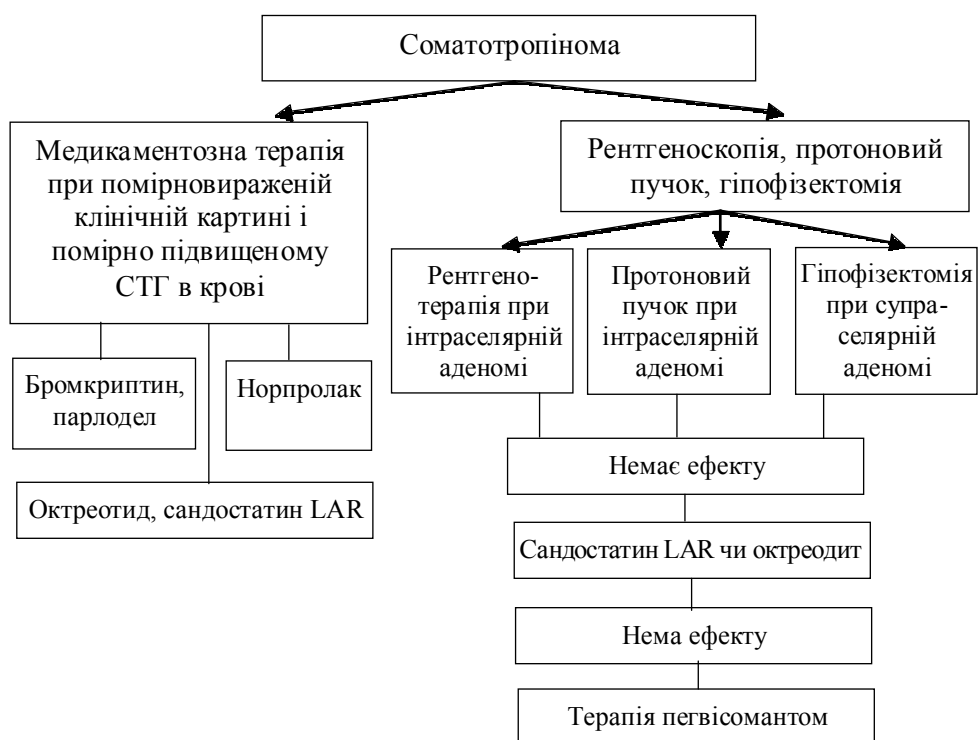 Соматотропінома
Медикаментозна терапія
при помірновираженій
клінічній картині і
помірно підвищеному
СТГ в крові
Рентгеноскопія, протоновий
пучок, гіпофізектомія
Рентгено-
терапія при
інтраселярній
аденомі
Протоновий
пучок при
інтраселярній
аденомі
Гіпофізектомія
при супра-
селярній
аденомі
Бромкриптин,
парлодел
Норпролак
Октреотид, сандостатин LAR
Немає ефекту
Сандостатин LAR чи октреодит
Нема ефекту
Терапія пегвісомантом